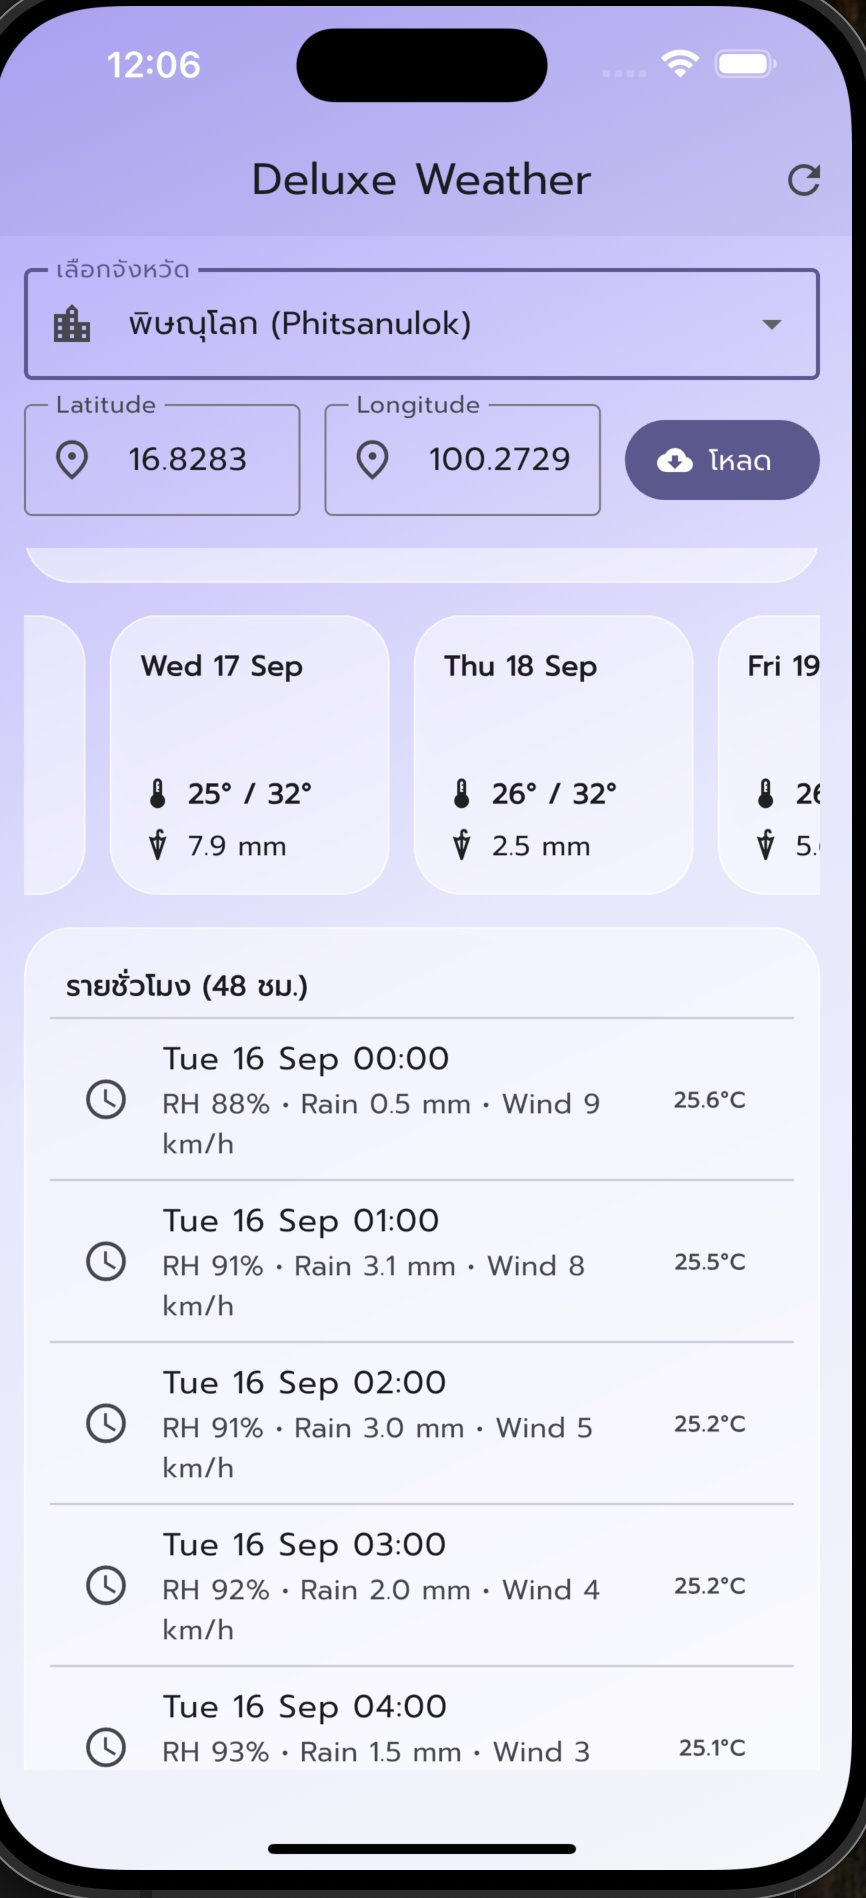 12:06
Deluxe Weather
เลือกจังหวัด
พิษณุโลก (Phitsanulok)
Latitude
16.8283
Longitude
100.2729
โหลด
Wed 17 Sep
25° / 32°
7.9 mm
Thu 18 Sep
26° / 32°
2.5 mm
Fri 19
26
5.
รายชั่วโมง (48 ชม.)
Tue 16 Sep 00:00
RH 88% • Rain 0.5 mm • Wind 9
km/h
25.6°C
Tue 16 Sep 01:00
RH 91% • Rain 3.1 mm • Wind 8
km/h
25.5°C
Tue 16 Sep 02:00
RH 91% • Rain 3.0 mm • Wind 5
km/h
25.2°C
Tue 16 Sep 03:00
RH 92% • Rain 2.0 mm • Wind 4
km/h
25.2°C
Tue 16 Sep 04:00
RH 93% • Rain 1.5 mm • Wind 3
25.1°C